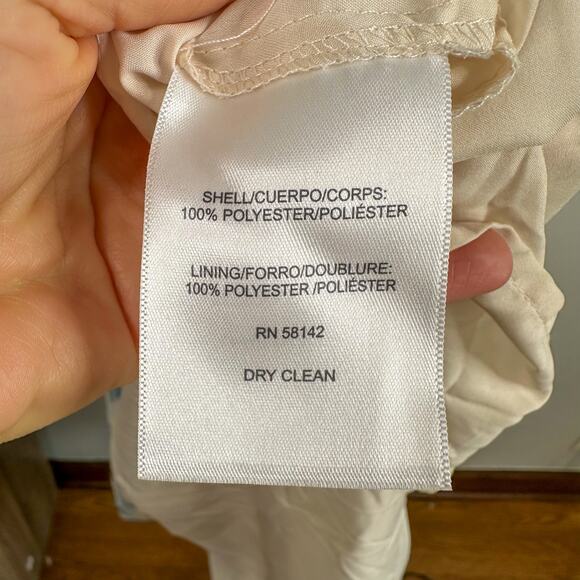 SHELL/CUERPO/CORPS:
100% POLYESTER/POLIÉSTER
LINING/FORRO/DOUBLURE:
100% POLYESTER /POLIÉSTER
RN 58142
DRY CLEAN